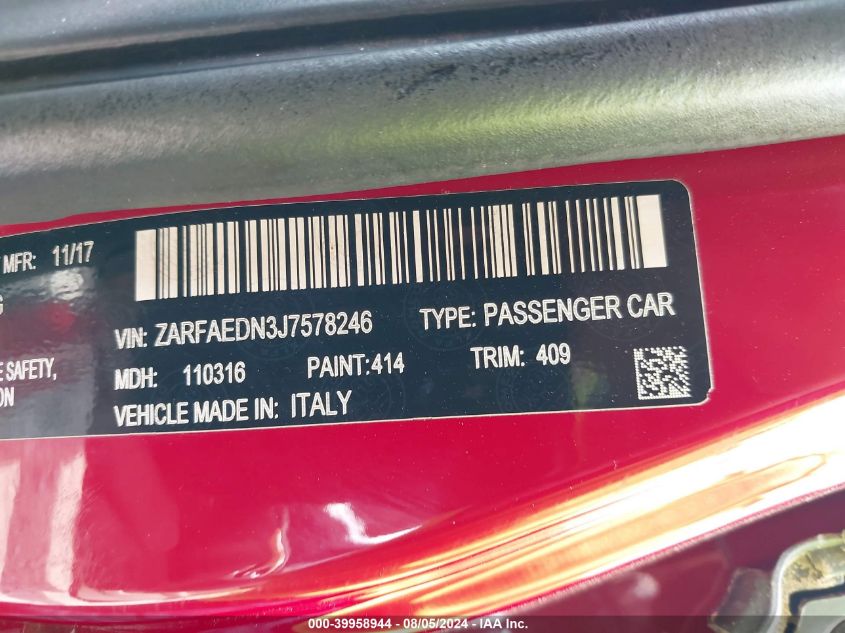 MFR: 11/17
G
VIN: ZARFAEDN3J7578246 TYPE: PASSENGER CAR
E SAFETY, MDH: 110316 PAINT:414 TRIM: 409
ON VEHICLE MADE IN: ITALY
000-39958944 - 08/05/2024 - © IAA, Inc.